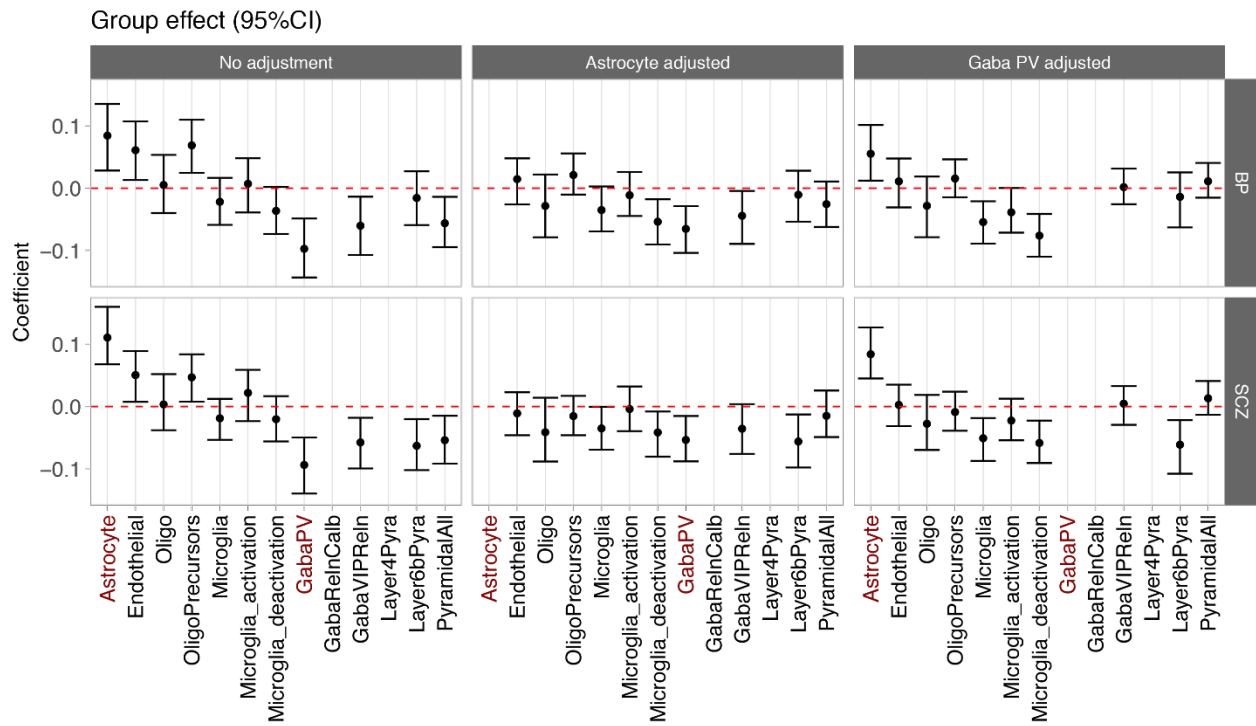 Group effect (95%CI)
No adjustment
Astrocyte adjusted
Gaba PV adjusted
Coefficient
0.1
0.0
−0.1
BP
0.1
0.0
−0.1
SCZ
Astrocyte
Endothelial
Oligo
OligoPrecursors
Microglia
Microglia_activation
Microglia_deactivation
GabaPV
GabaRelnCalb
GabaVIPReln
Layer4Pyra
Layer6bPyra
PyramidalAll
Astrocyte
Endothelial
Oligo
OligoPrecursors
Microglia
Microglia_activation
Microglia_deactivation
GabaPV
GabaRelnCalb
GabaVIPReln
Layer4Pyra
Layer6bPyra
PyramidalAll
Astrocyte
Endothelial
Oligo
OligoPrecursors
Microglia
Microglia_activation
Microglia_deactivation
GabaPV
GabaRelnCalb
GabaVIPReln
Layer4Pyra
Layer6bPyra
PyramidalAll